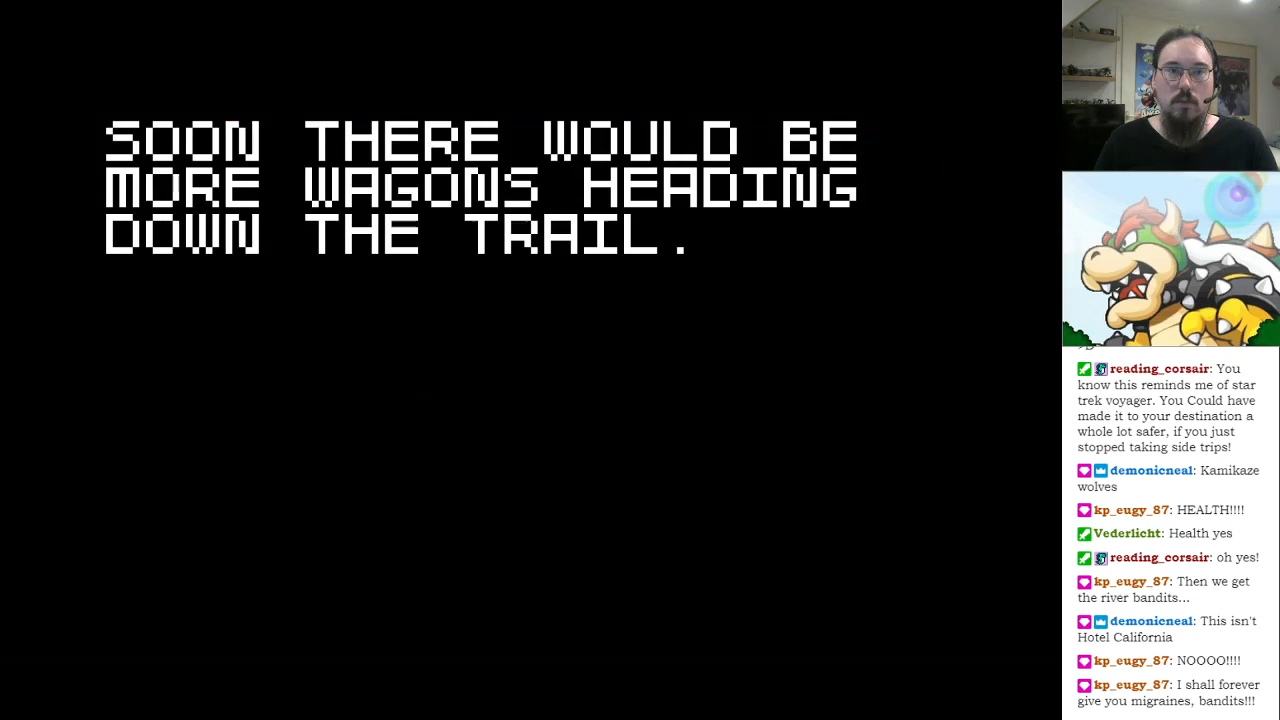 SOON THERE WOULD BE
MORE WAGONS HEADING
DOWN THE TRAIL.
reading_corsair: You
know this reminds me of star
trek voyager. You Could have
made it to your destination a
whole lot safer, if you just
stopped taking side trips!
demonicneal: Kamikaze
wolves
kp_eugy_87: HEALTH!!!!
Vederlicht: Health yes
reading_corsair: oh yes!
kp_eugy_87: Then we get
the river bandits...
demonicneal: This isn't
Hotel California
kp_eugy_87: NOOOO!!!!
kp_eugy_87: I shall forever
give you migraines, bandits!!!